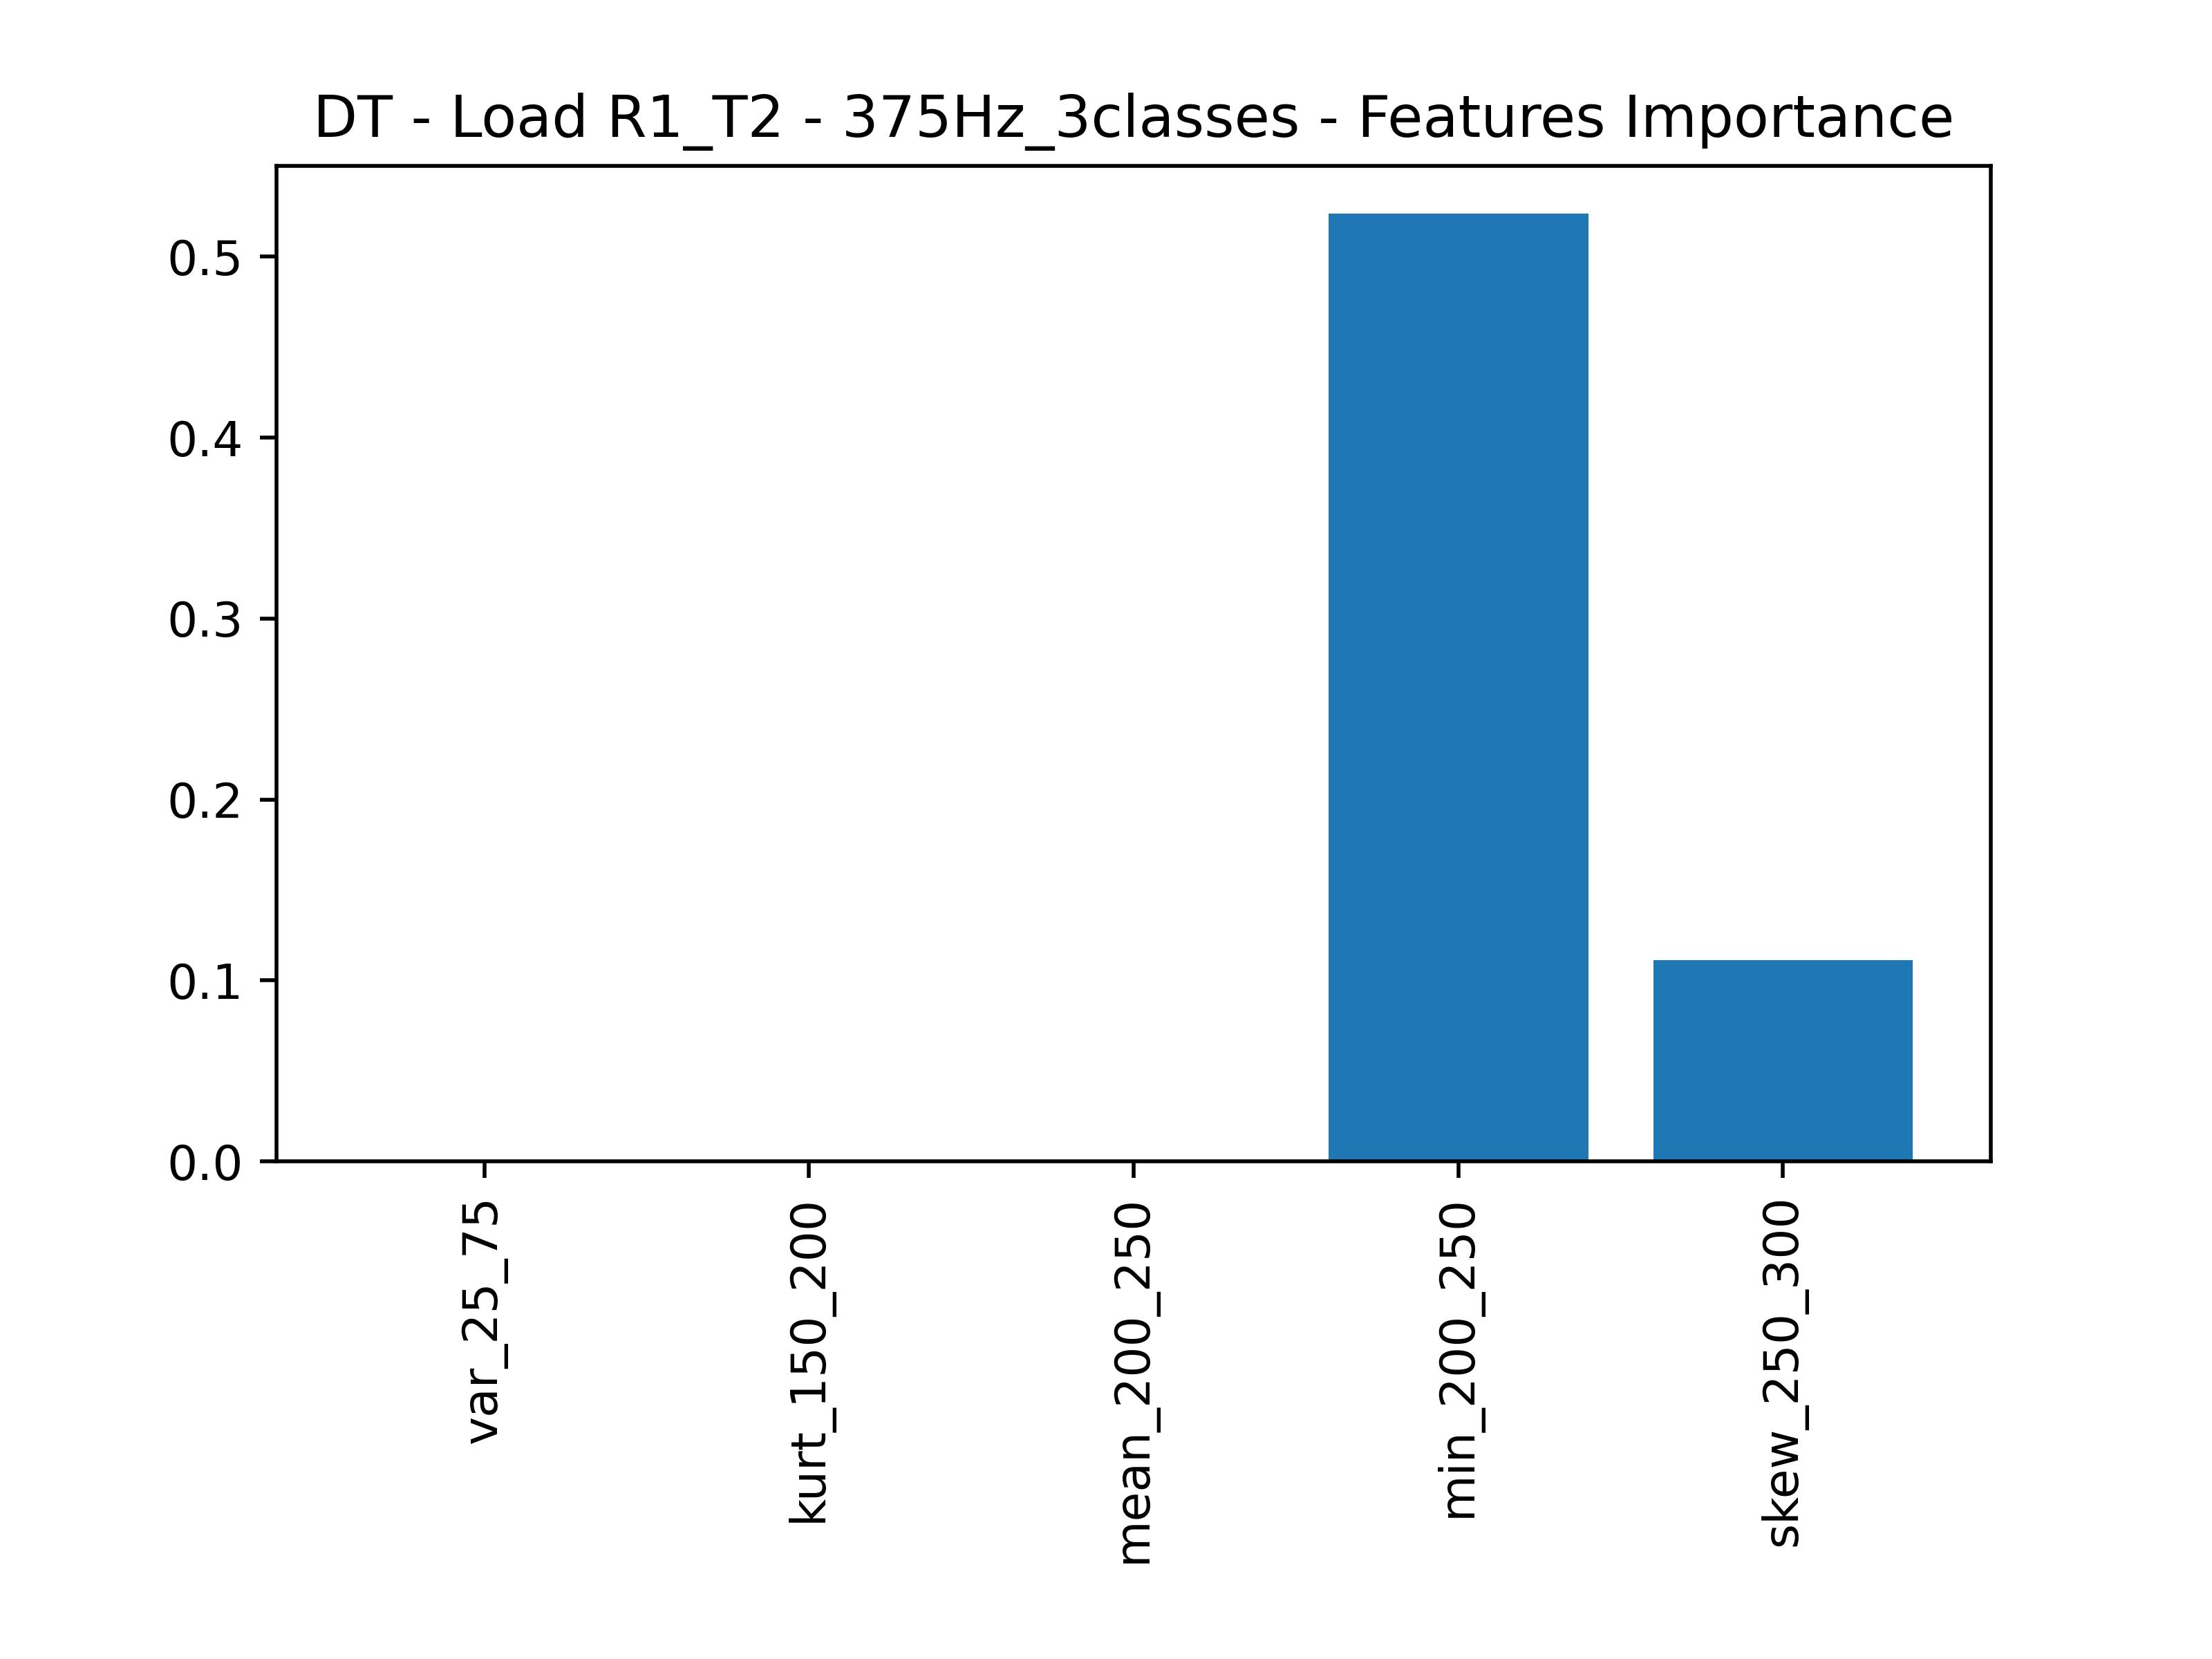 DT - Load R1_T2 - 375Hz_3classes - Features Importance
0.5
0.4
0.3
0.2
0.1
0.0
var_25_75
kurt_150_200
mean_200_250
min_200_250
skew_250_300